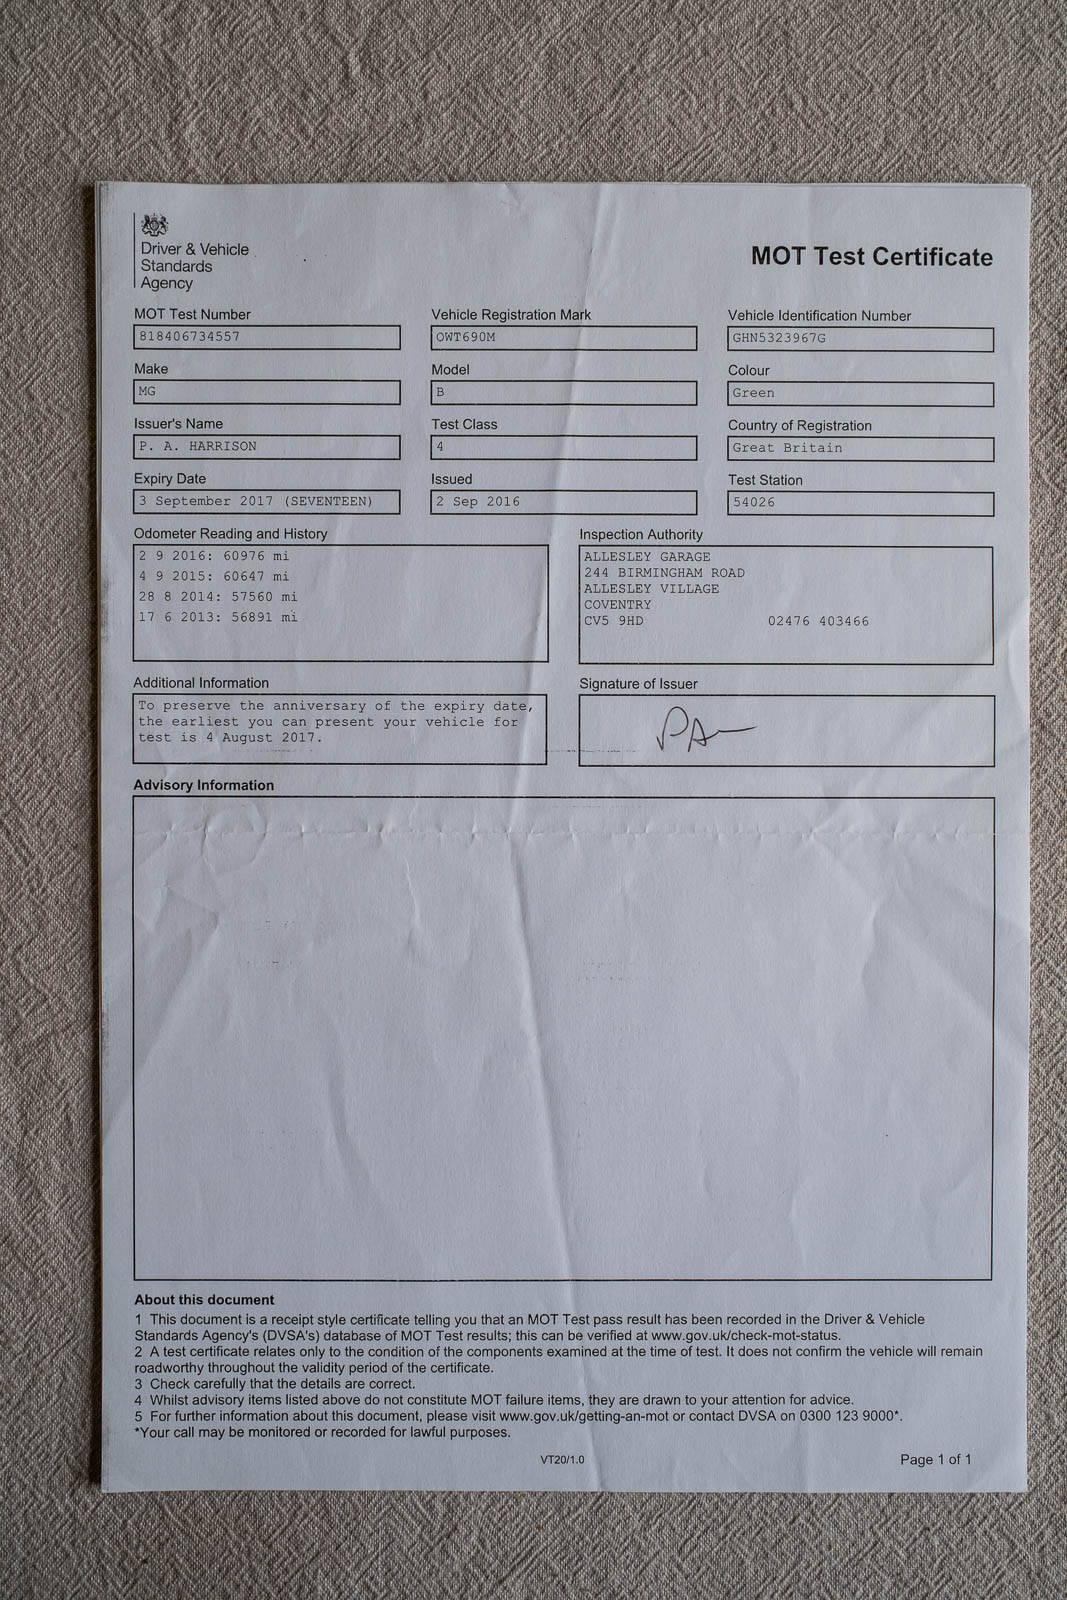 Driver & Vehicle
Standards
Agency
MOT Test Certificate
MOT Test Number
818406734557
Vehicle Registration Mark
OWT690M
Vehicle Identification Number
GHN5323967G
Make
MG
Model
B
Colour
Green
Issuer's Name
P. A. HARRISON
Test Class
4
Country of Registration
Great Britain
Expiry Date
3 September 2017 (SEVENTEEN)
Issued
2 Sep 2016
Test Station
54026
Odometer Reading and History
2 9 2016: 60976 mi
4 9 2015: 60647 mi
28 8 2014: 57560 mi
17 6 2013: 56891 mi
Inspection Authority
ALLESLEY GARAGE
244 BIRMINGHAM ROAD
ALLESLEY VILLAGE
COVENTRY
CV5 9HD 02476 403466
Additional Information
To preserve the anniversary of the expiry date,
the earliest you can present your vehicle for
test is 4 August 2017.
Signature of Issuer
Advisory Information
About this document
1 This document is a receipt style certificate telling you that an MOT Test pass result has been recorded in the Driver & Vehicle
Standards Agency's (DVSA's) database of MOT Test results; this can be verified at www.gov.uk/check-mot-status.
2 A test certificate relates only to the condition of the components examined at the time of test. It does not confirm the vehicle will remain
roadworthy throughout the validity period of the certificate.
3 Check carefully that the details are correct.
4 Whilst advisory items listed above do not constitute MOT failure items, they are drawn to your attention for advice.
5 For further information about this document, please visit www.gov.uk/getting-an-mot or contact DVSA on 0300 123 9000*.
*Your call may be monitored or recorded for lawful purposes.
VT20/1.0
Page 1 of 1